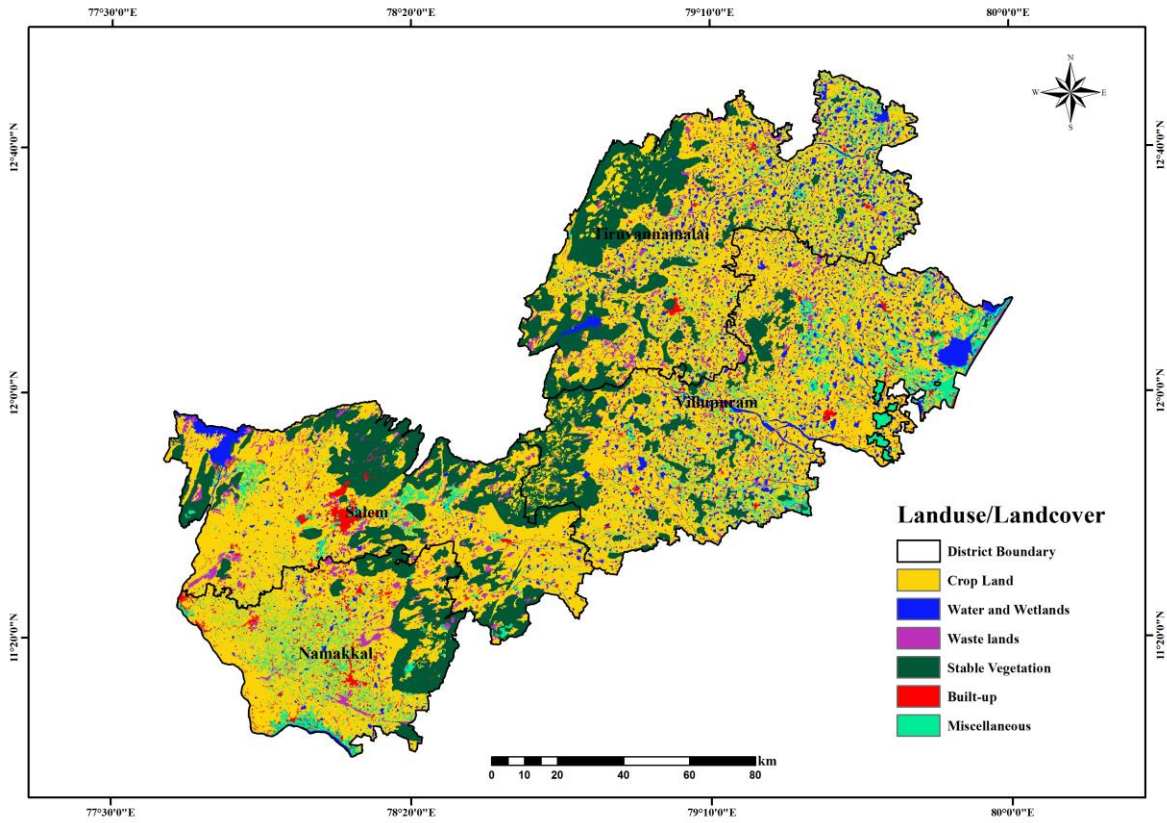 77°30'0"E 78°20'0"E 79°10'0"E 80°0'0"E
N
W E
S
12°40'0"N 12°40'0"N
Tiruvannamalai
12°0'0"N 12°0'0"N
Villupuram
Salem
Landuse/Landcover
District Boundary
Crop Land
Water and Wetlands
11°20'0"N 11°20'0"N
Waste lands
Namakkal
Stable Vegetation
Built-up
Miscellaneous
km
0 10 20 40 60 80
77°30'0"E 78°20'0"E 79°10'0"E 80°0'0"E